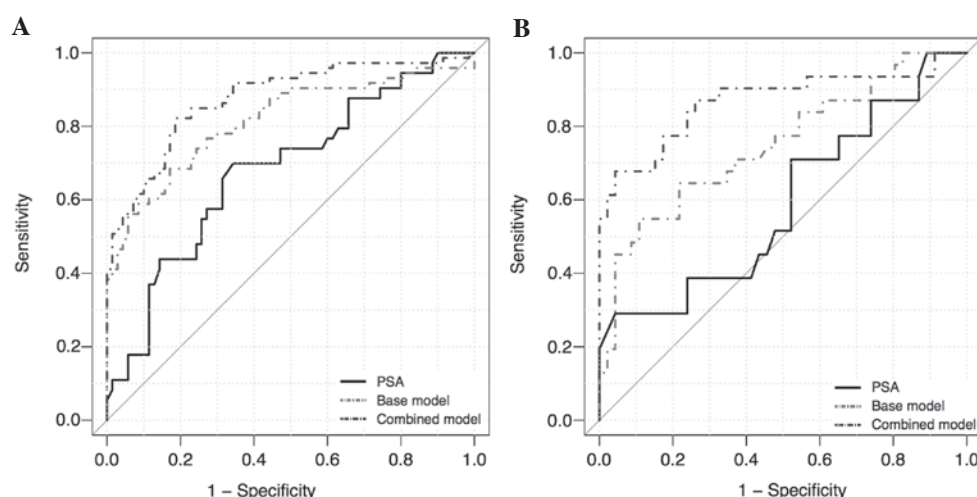 A
Sensitivity
1.0
0.8
0.6
0.4
0.2
0.0
PSA
Base model
Combined model
0.0 0.2 0.4 0.6 0.8 1.0
1 – Specificity
B
Sensitivity
1.0
0.8
0.6
0.4
0.2
0.0
PSA
Base model
Combined model
0.0 0.2 0.4 0.6 0.8 1.0
1 – Specificity